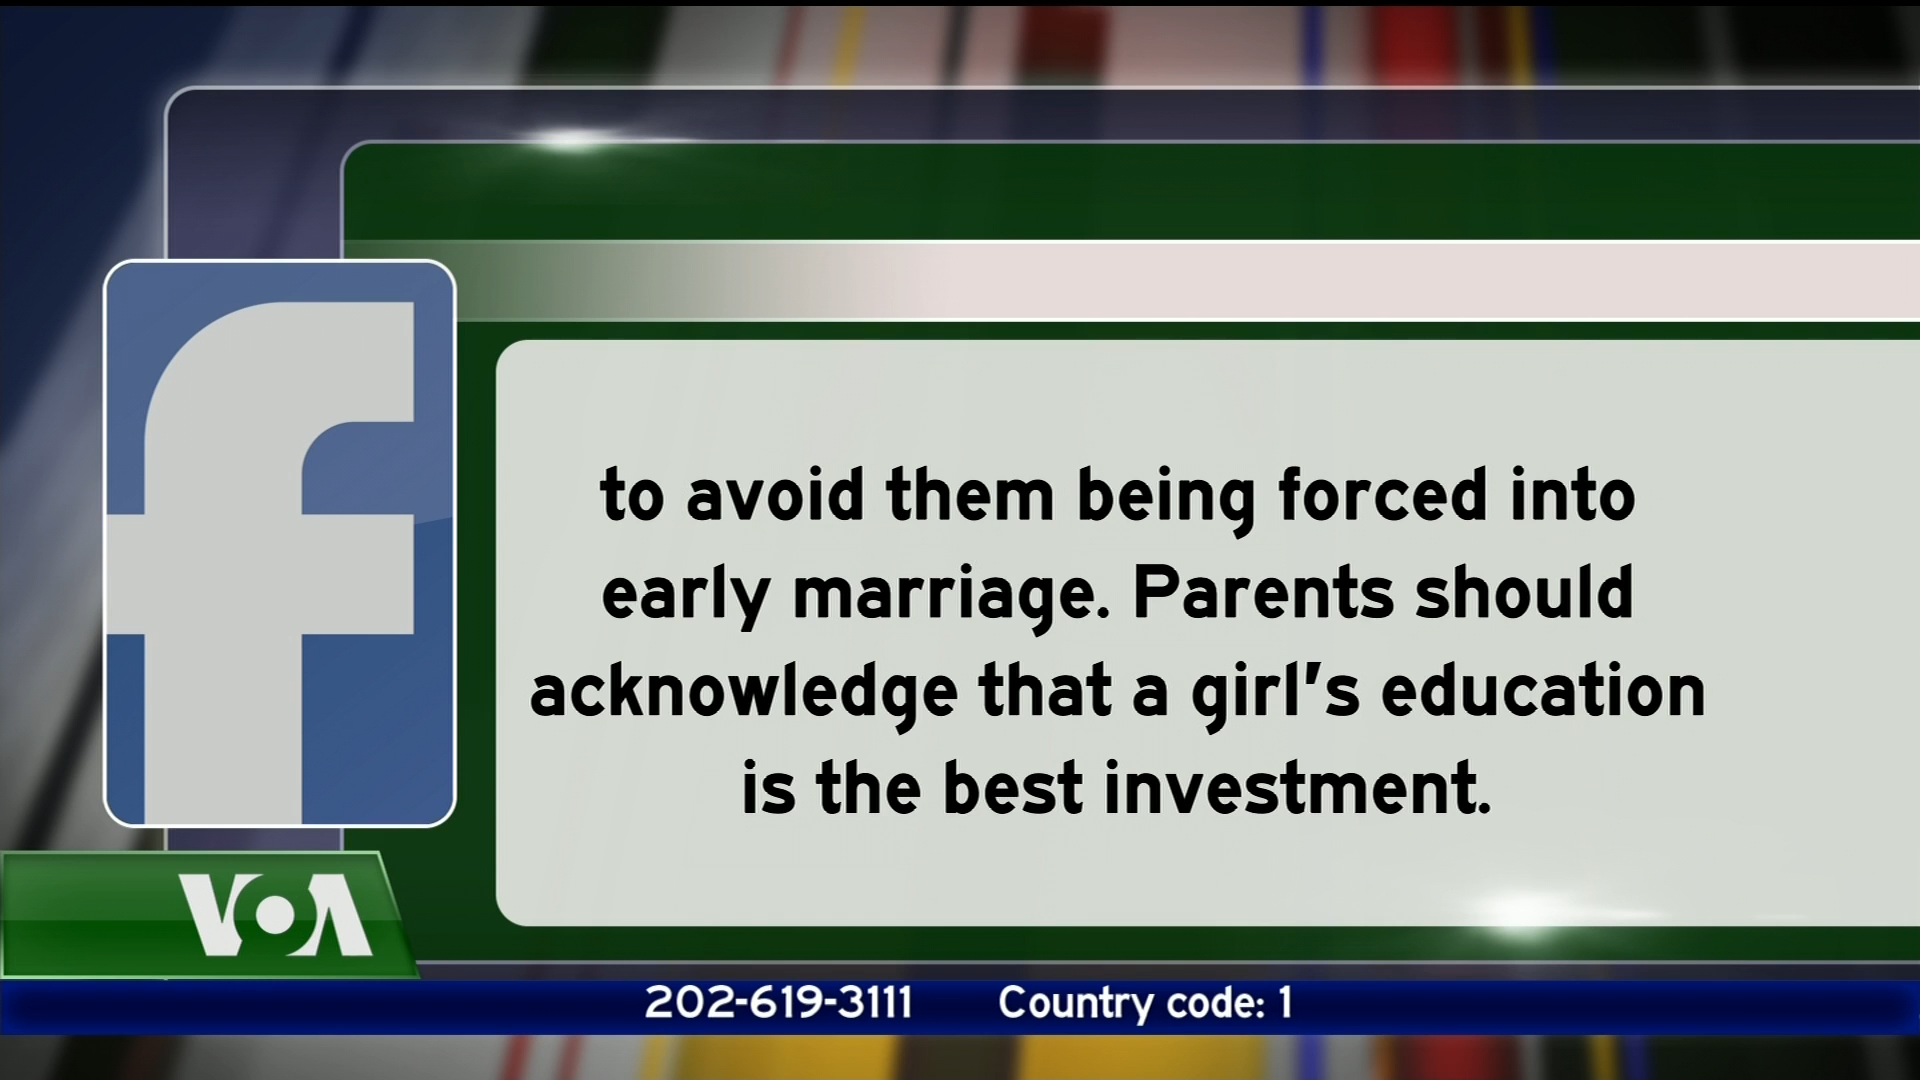 to avoid them being forced into
early marriage. Parents should
acknowledge that a girl's education
is the best investment.
VOA
202-619-3111 Country code: 1